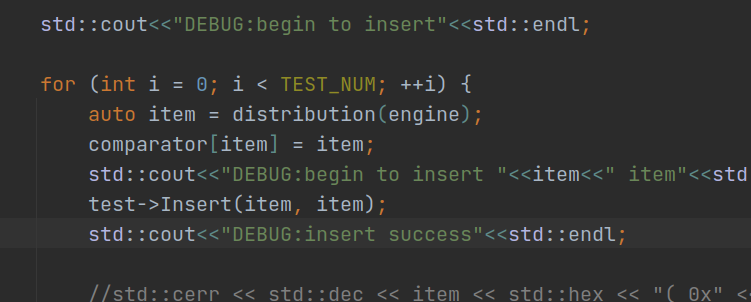 std::cout<<"DEBUG:begin to insert"<<std::endl;
for (int i = 0; i < TEST_NUM; ++i) {
auto item = distribution(engine);
comparator[item] = item;
std::cout<<"DEBUG:begin to insert "<<item<<" item"<<std
test->Insert(item, item);
std::cout<<"DEBUG:insert success"<<std::endl;
//std::cerr << std::dec << item << std::hex << "( 0x" <<